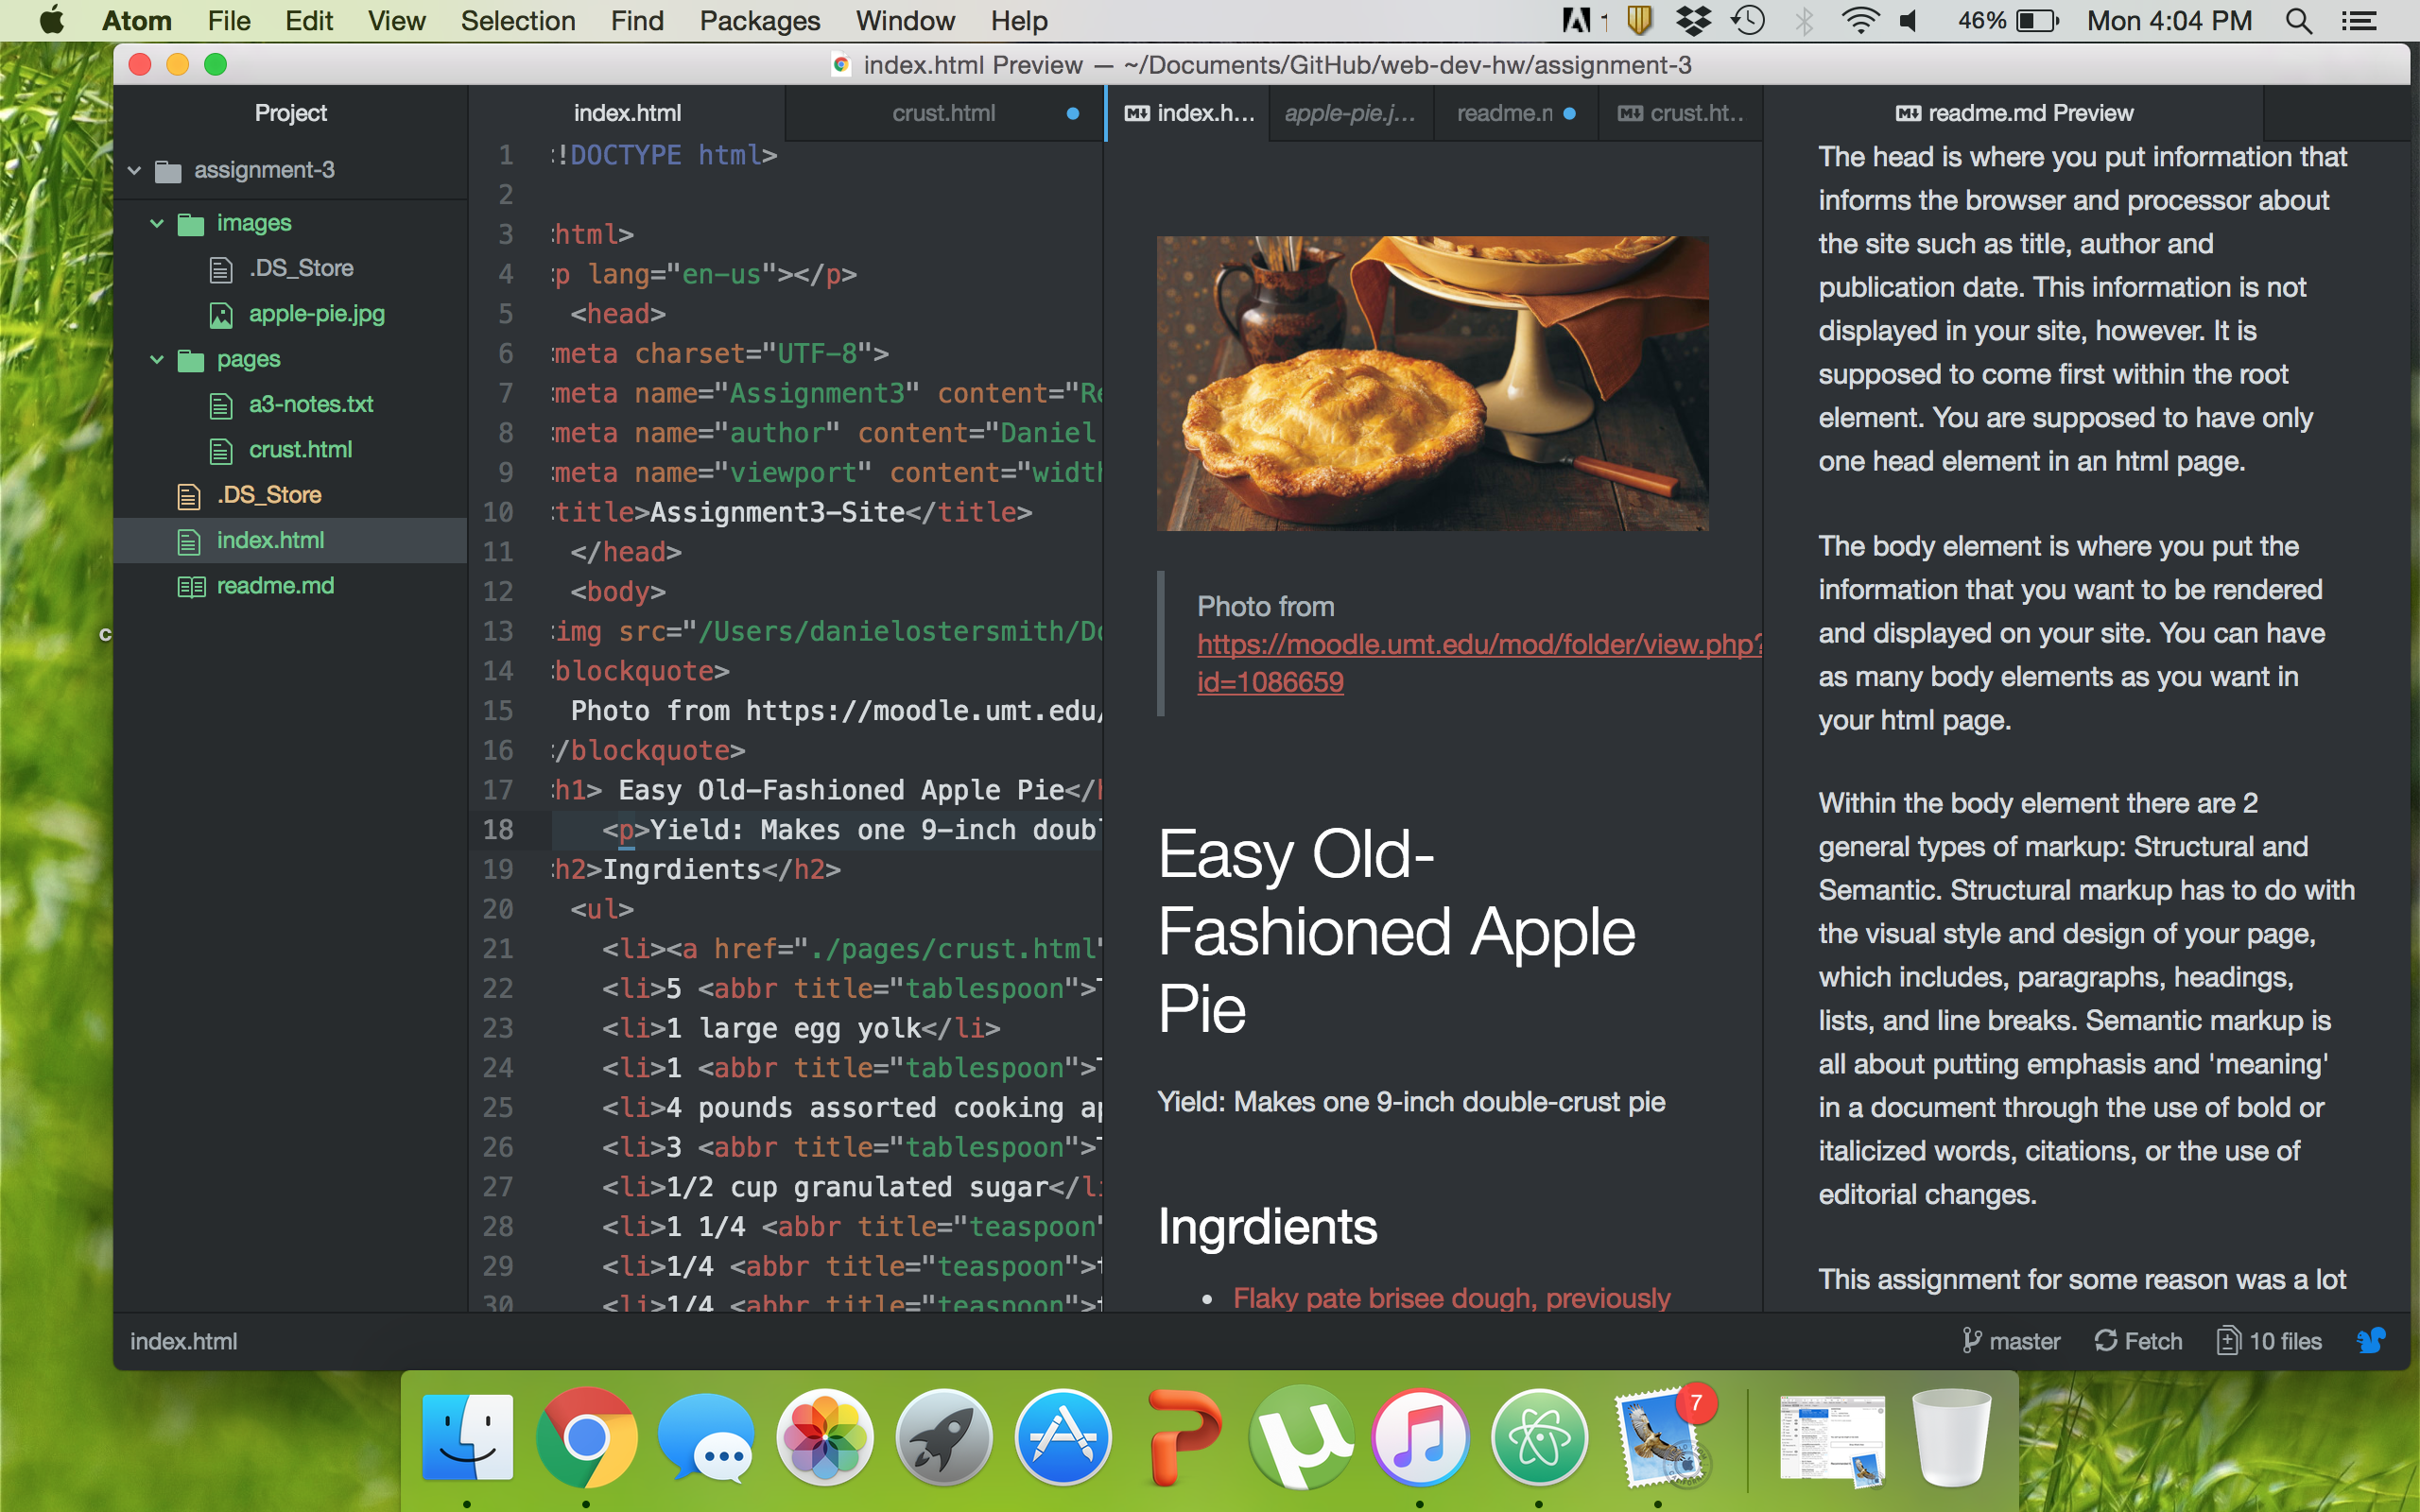 Atom File Edit View Selection Find Packages Window Help
46% Mon 4:04 PM
index.html Preview — ~/Documents/GitHub/web-dev-hw/assignment-3
Project
assignment-3
images
.DS_Store
apple-pie.jpg
pages
a3-notes.txt
crust.html
.DS_Store
index.html
readme.md
index.html crust.html
1 !DOCTYPE html>
2
3 html>
4 p lang="en-us"></p>
5 <head>
6 meta charset="UTF-8">
7 meta name="Assignment3" content="Re
8 meta name="author" content="Daniel
9 meta name="viewport" content="width
10 title>Assignment3-Site</title>
11 </head>
12 <body>
13 img src="/Users/danielostersmith/Do
14 blockquote>
15 Photo from https://moodle.umt.edu/
16 /blockquote>
17 h1> Easy Old-Fashioned Apple Pie</h
18 <p>Yield: Makes one 9-inch doub
19 h2>Ingrdients</h2>
20 <ul>
21 <li><a href="./pages/crust.html"
22 <li>5 <abbr title="tablespoon">
23 <li>1 large egg yolk</li>
24 <li>1 <abbr title="tablespoon">
25 <li>4 pounds assorted cooking ap
26 <li>3 <abbr title="tablespoon">
27 <li>1/2 cup granulated sugar</li
28 <li>1 1/4 <abbr title="teaspoon"
29 <li>1/4 <abbr title="teaspoon">t
30 <li>1/4 <abbr title="teaspoon">t
index.h... apple-pie.j... readme.n crust.ht..
Photo from
https://moodle.umt.edu/mod/folder/view.php?
id=1086659
Easy Old-
Fashioned Apple
Pie
Yield: Makes one 9-inch double-crust pie
Ingrdients
Flaky pate brisee dough, previously
readme.md Preview
The head is where you put information that
informs the browser and processor about
the site such as title, author and
publication date. This information is not
displayed in your site, however. It is
supposed to come first within the root
element. You are supposed to have only
one head element in an html page.
The body element is where you put the
information that you want to be rendered
and displayed on your site. You can have
as many body elements as you want in
your html page.
Within the body element there are 2
general types of markup: Structural and
Semantic. Structural markup has to do with
the visual style and design of your page,
which includes, paragraphs, headings,
lists, and line breaks. Semantic markup is
all about putting emphasis and 'meaning'
in a document through the use of bold or
italicized words, citations, or the use of
editorial changes.
This assignment for some reason was a lot
index.html
master Fetch 10 files
c
7